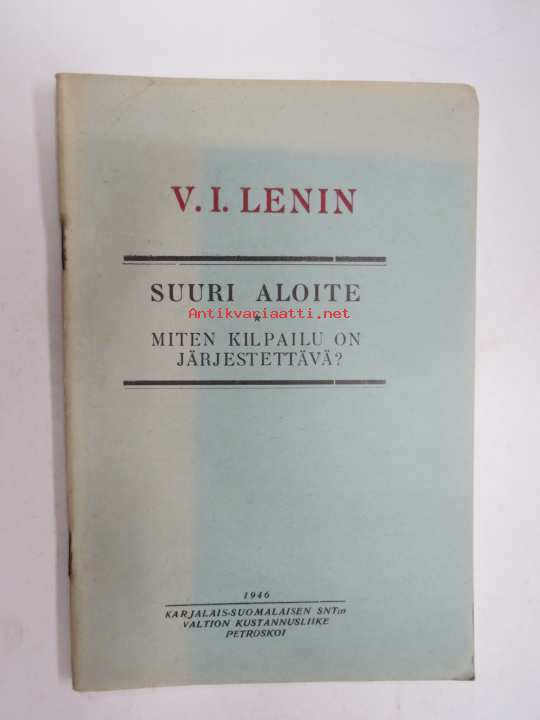 V. I. LENIN
SUURI ALOITE
Antikvariaatti.net
*
MITEN KILPAILU ON
JÄRJESTETTÄVÄ?
1946
KARJALAIS-SUOMALAISEN SNT:n
VALTION KUSTANNUSLIIKE
PETROSKOI